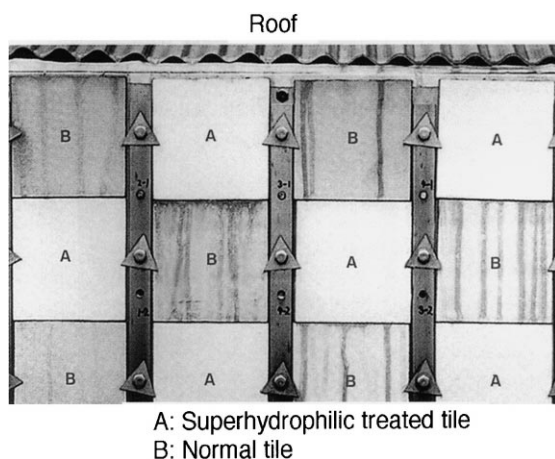 Roof
B A B A
A B A B
B A B A
A: Superhydrophilic treated tile
B: Normal tile